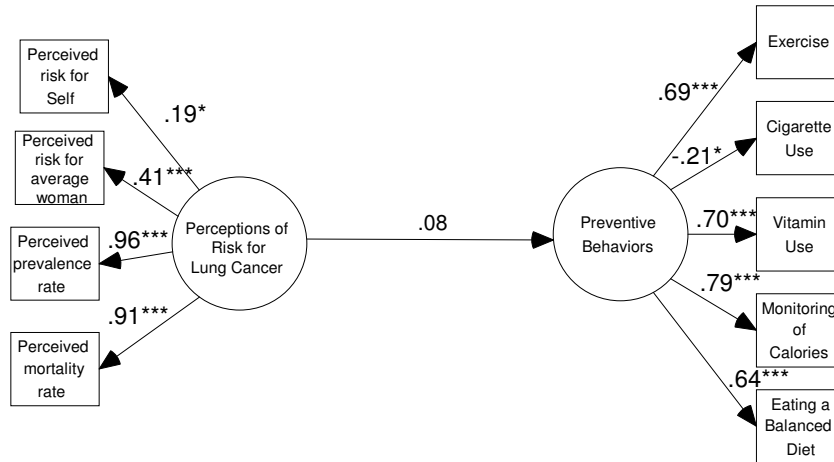 Perceived
risk for
Self
.19*
Perceived
risk for
average
woman
.41***
Perceived
prevalence
rate
.96***
Perceived
mortality
rate
.91***
Perceptions of
Risk for
Lung Cancer
.08
Preventive
Behaviors
.69***
Exercise
-.21*
Cigarette
Use
.70***
Vitamin
Use
.79***
Monitoring
of
Calories
.64***
Eating a
Balanced
Diet